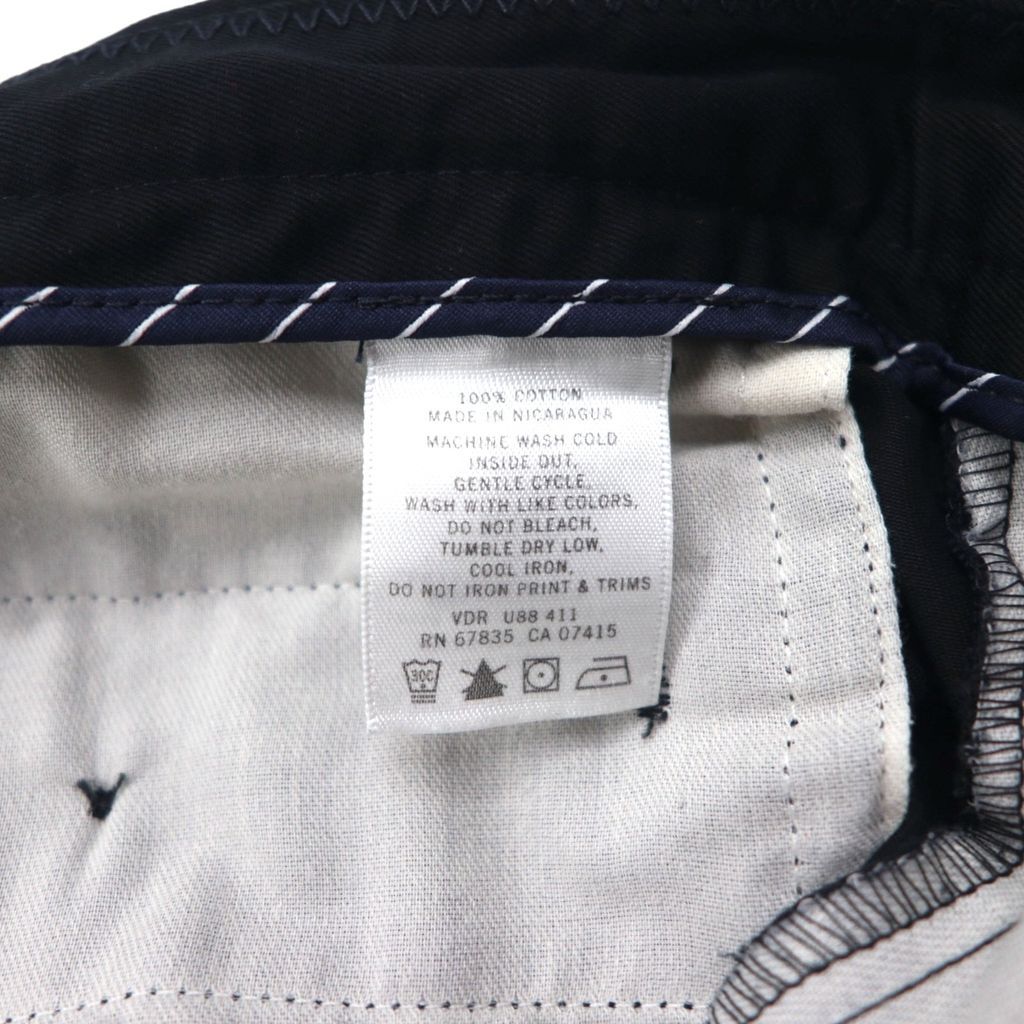 100% COTTON
MADE IN NICARAGUA
MACHINE WASH COLD
INSIDE OUT,
GENTLE CYCLE,
WASH WITH LIKE COLORS,
DO NOT BLEACH,
TUMBLE DRY LOW,
COOL IRON,
DO NOT IRON PRINT & TRIMS
VDR U88 411
RN 67835 CA 07415
30C